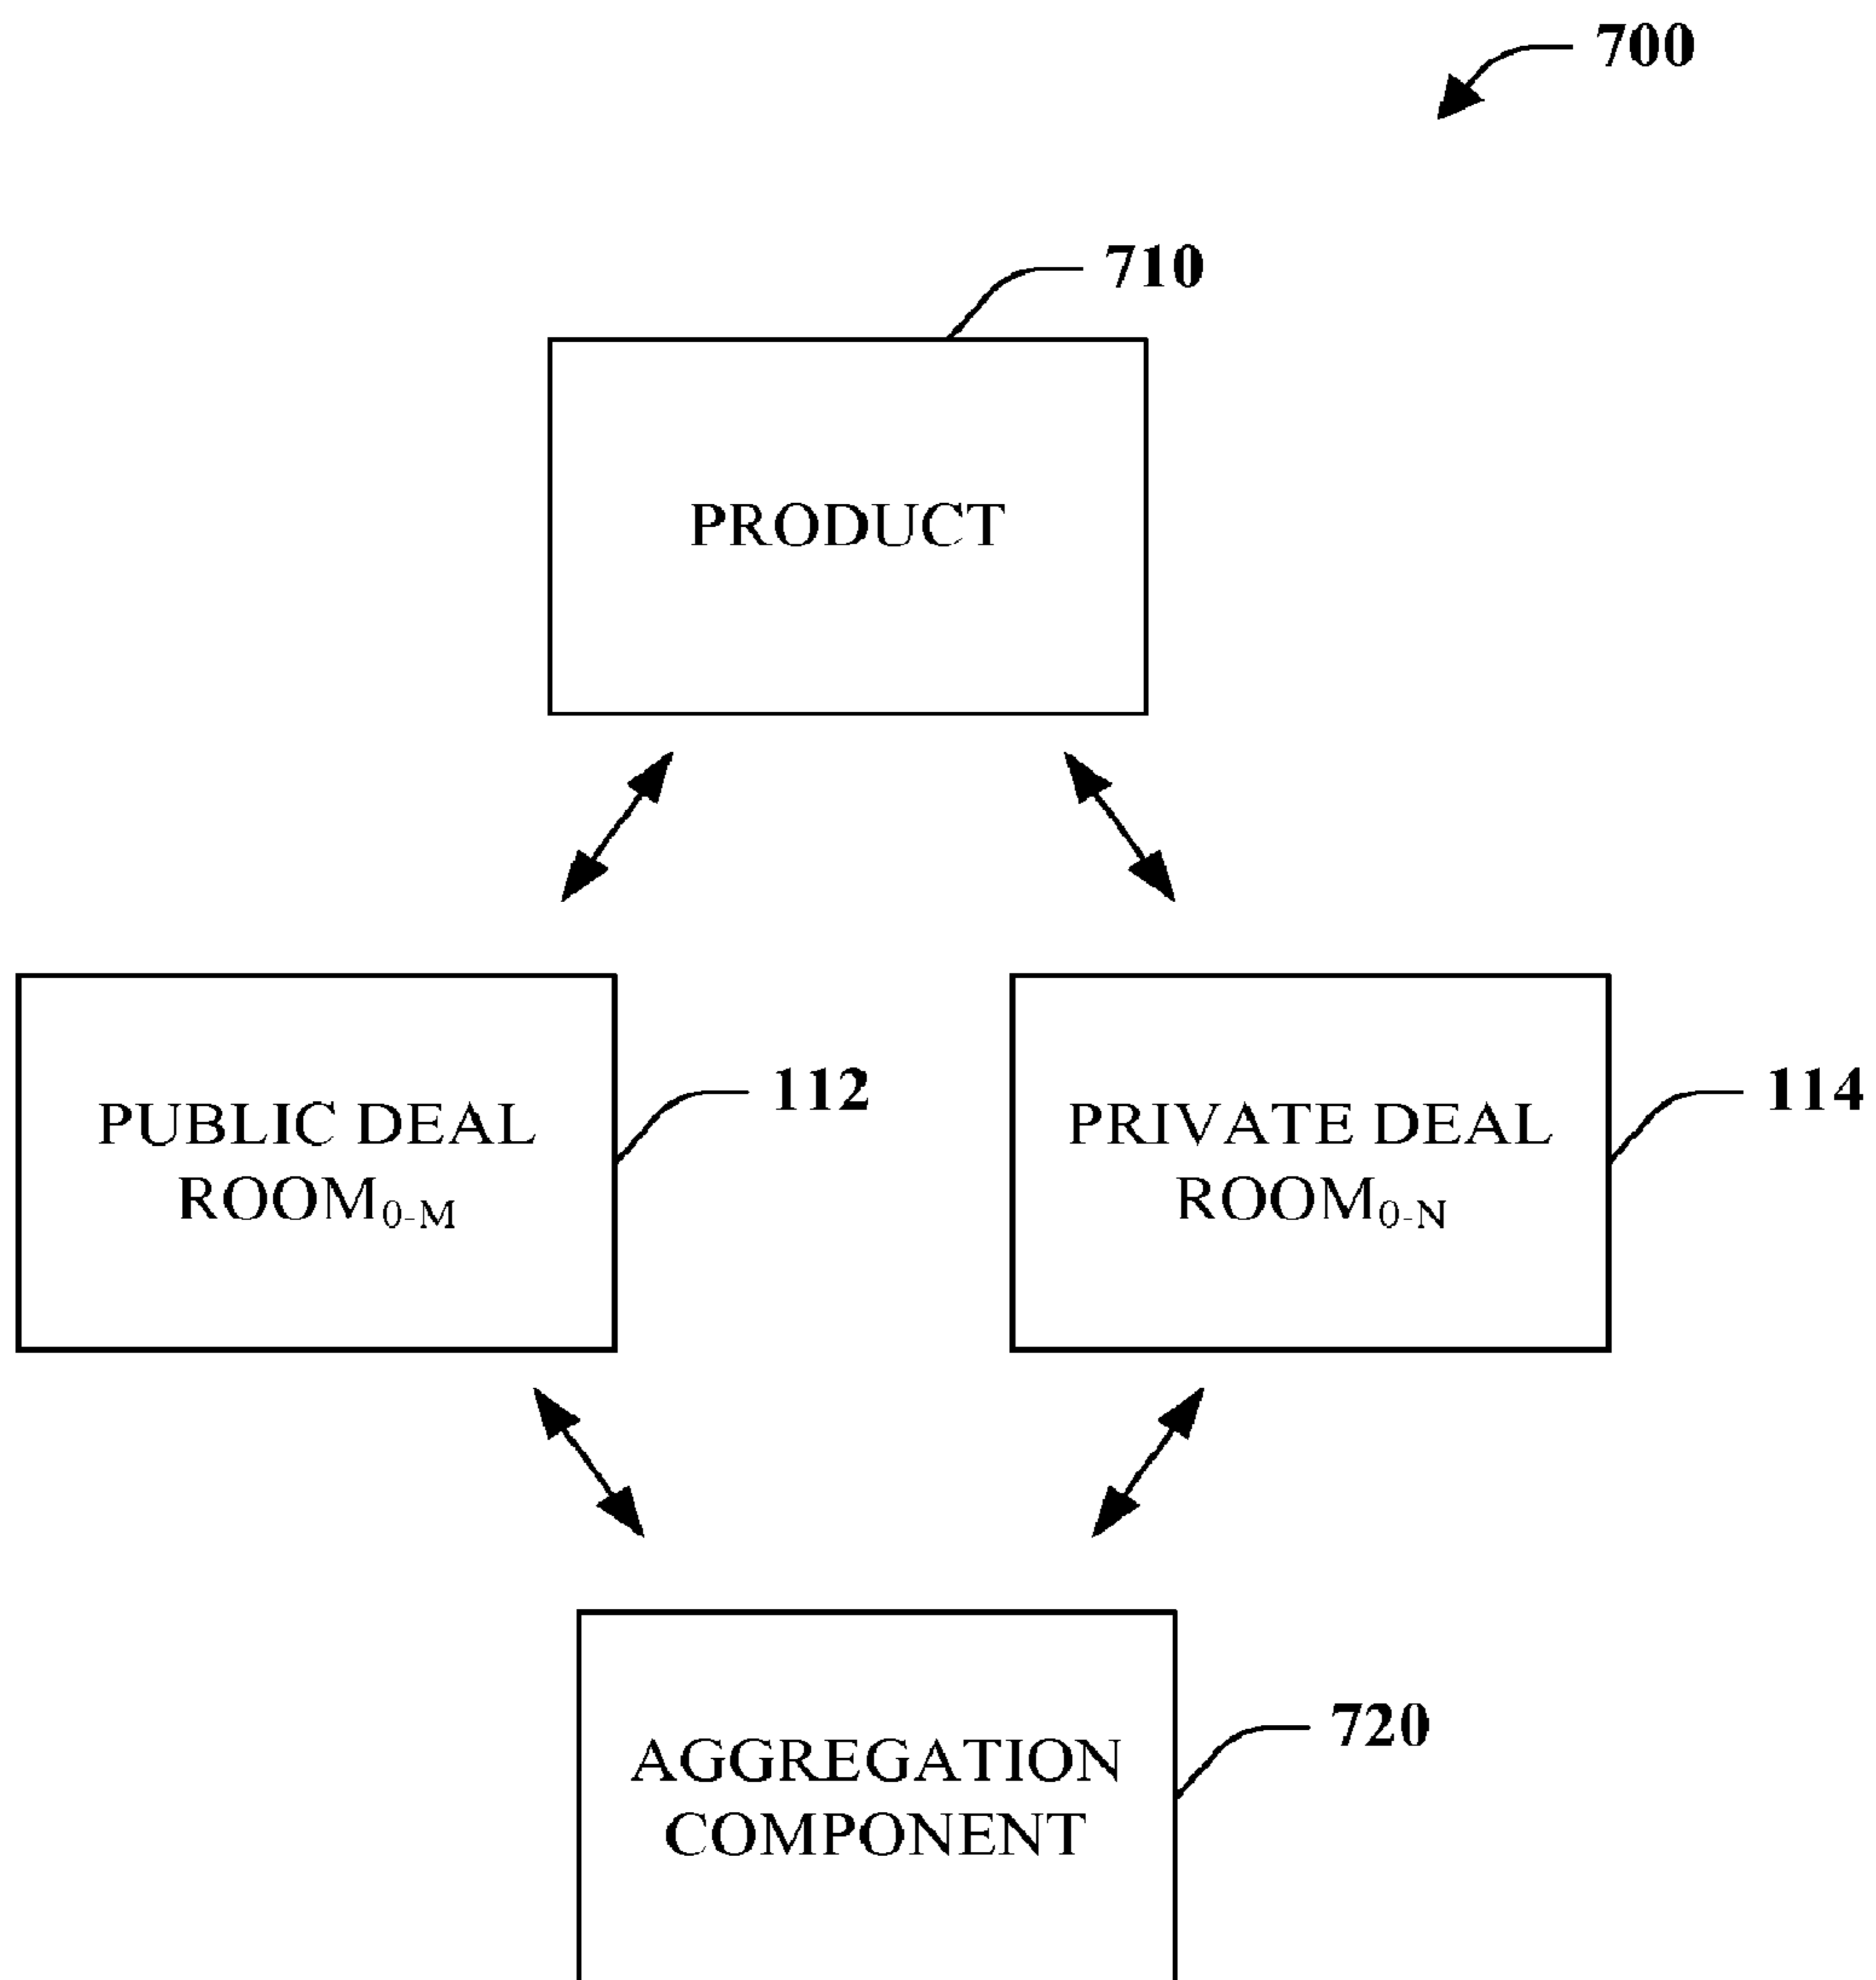 700
710
PRODUCT
PUBLIC DEAL
ROOM0-M
112
PRIVATE DEAL
ROOM0-N
114
AGGREGATION
COMPONENT
720